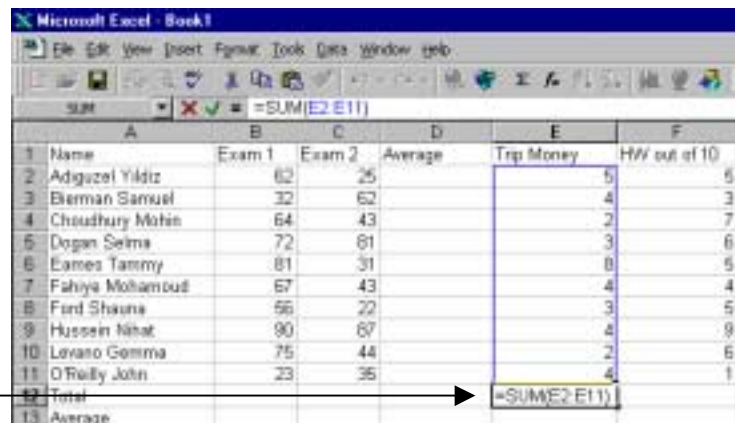 Microsoft Excel - Book1
File Edit View Insert Format Tools Data Window Help
SUM = =SUM(E2:E11)
A B C D E F
1 Name Exam 1 Exam 2 Average Trip Money HW out of 10
2 Adiguzel Yildiz 62 25 5 5
3 Bierman Samuel 32 62 4 3
4 Choudhury Mohin 64 43 2 7
5 Dogan Selma 72 81 3 6
6 Eames Tammy 81 31 8 5
7 Fahiye Mohamoud 67 43 4 4
8 Ford Shauna 56 22 3 5
9 Hussein Nihat 90 67 4 9
10 Levano Gemma 75 44 2 6
11 O'Reilly John 23 35 4 1
12 Total =SUM(E2:E11)
13 Average